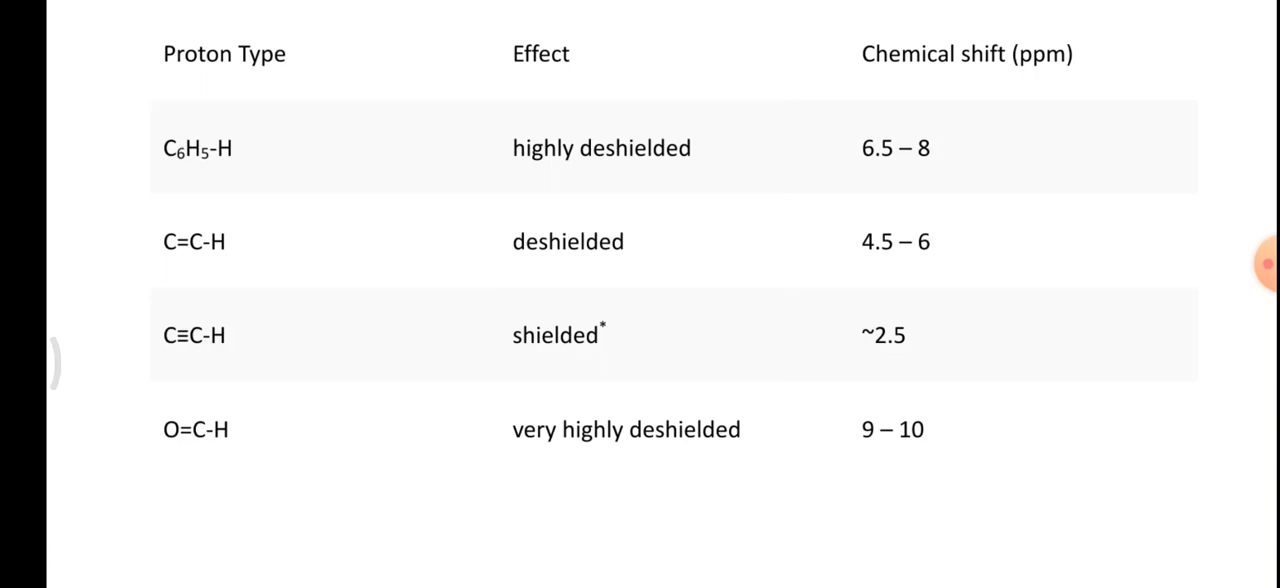 Proton Type Effect Chemical shift (ppm)
C₆H₅-H highly deshielded 6.5 – 8
C=C-H deshielded 4.5 – 6
C≡C-H shielded* ~2.5
O=C-H very highly deshielded 9 – 10